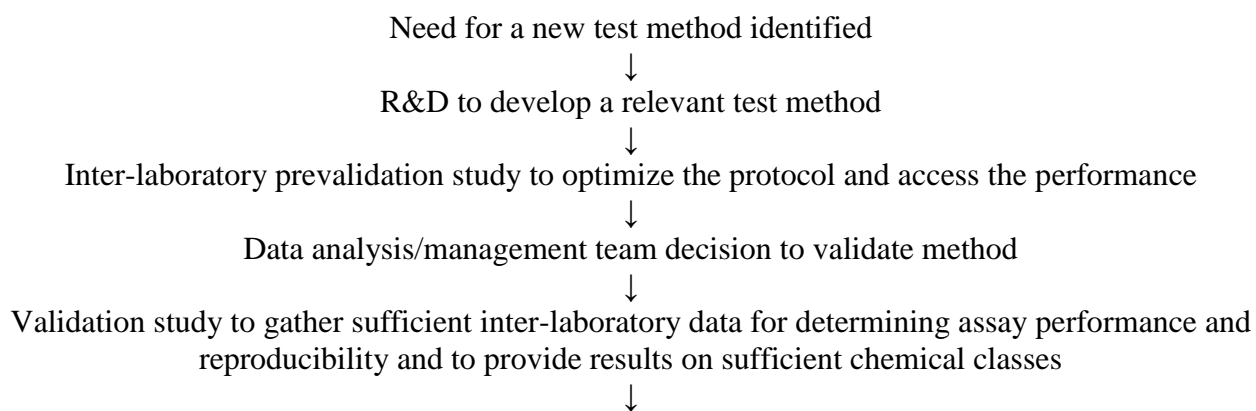 Need for a new test method identified
↓
R&D to develop a relevant test method
↓
Inter-laboratory prevalidation study to optimize the protocol and access the performance
↓
Data analysis/management team decision to validate method
↓
Validation study to gather sufficient inter-laboratory data for determining assay performance and
reproducibility and to provide results on sufficient chemical classes
↓